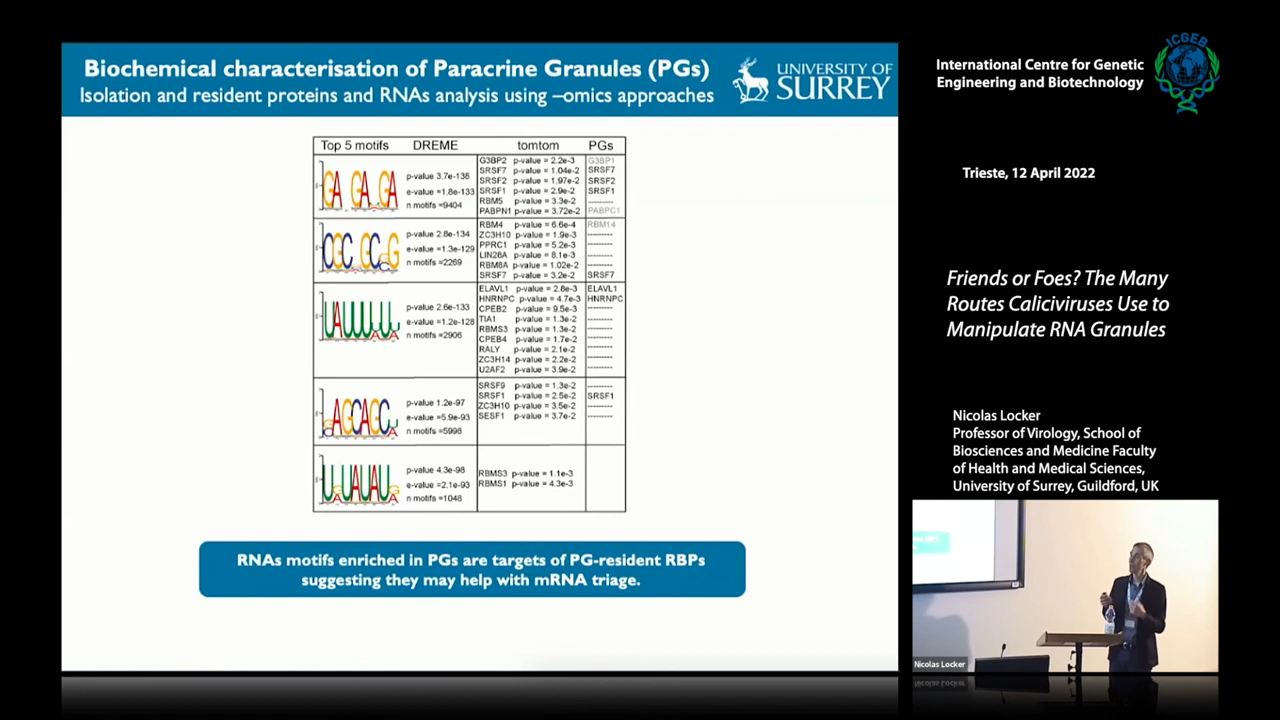 Biochemical characterisation of Paracrine Granules (PGs)
Isolation and resident proteins and RNAs analysis using –omics approaches
UNIVERSITY OF
SURREY
Top 5 motifs DREME tomtom PGs
p-value 3.7e-138
e-value =1.8e-133
n motifs =9404
G3BP2 p-value = 2.2e-3 G3BP1
SRSF7 p-value = 1.04e-2 SRSF7
SRSF2 p-value = 1.97e-2 SRSF2
SRSF1 p-value = 2.9e-2 SRSF1
RBM5 p-value = 3.3e-2 --------
PABPN1 p-value = 3.72e-2 PABPC1
p-value 2.8e-134
e-value =1.3e-129
n motifs =2269
RBM4 p-value = 6.6e-4 RBM14
ZC3H10 p-value = 1.9e-3 --------
PPRC1 p-value = 5.2e-3 --------
LIN28A p-value = 8.1e-3 --------
RBM8A p-value = 1.02e-2 --------
SRSF7 p-value = 3.2e-2 SRSF7
UAUUU
p-value 2.6e-133
e-value =1.2e-128
n motifs =2906
ELAVL1 p-value = 2.8e-3 ELAVL1
HNRNPC p-value = 4.7e-3 HNRNPC
CPEB2 p-value = 9.5e-3 --------
TIA1 p-value = 1.3e-2 --------
RBMS3 p-value = 1.3e-2 --------
CPEB4 p-value = 1.7e-2 --------
RALY p-value = 2.1e-2 --------
ZC3H14 p-value = 2.2e-2 --------
U2AF2 p-value = 3.9e-2 --------
AGCAGC
p-value 1.2e-97
e-value =5.9e-93
n motifs =5998
SRSF9 p-value = 1.3e-2 --------
SRSF1 p-value = 2.5e-2 SRSF1
ZC3H10 p-value = 3.5e-2 --------
SESF1 p-value = 3.7e-2
UAUAU
p-value 4.3e-98
e-value =2.1e-93
n motifs =1048
RBMS3 p-value = 1.1e-3
RBMS1 p-value = 4.3e-3
RNAs motifs enriched in PGs are targets of PG-resident RBPs
suggesting they may help with mRNA triage.
International Centre for Genetic
Engineering and Biotechnology
ICGEB
Trieste, 12 April 2022
Friends or Foes? The Many
Routes Caliciviruses Use to
Manipulate RNA Granules
Nicolas Locker
Professor of Virology, School of
Biosciences and Medicine Faculty
of Health and Medical Sciences,
University of Surrey, Guildford, UK
Nicolas Locker